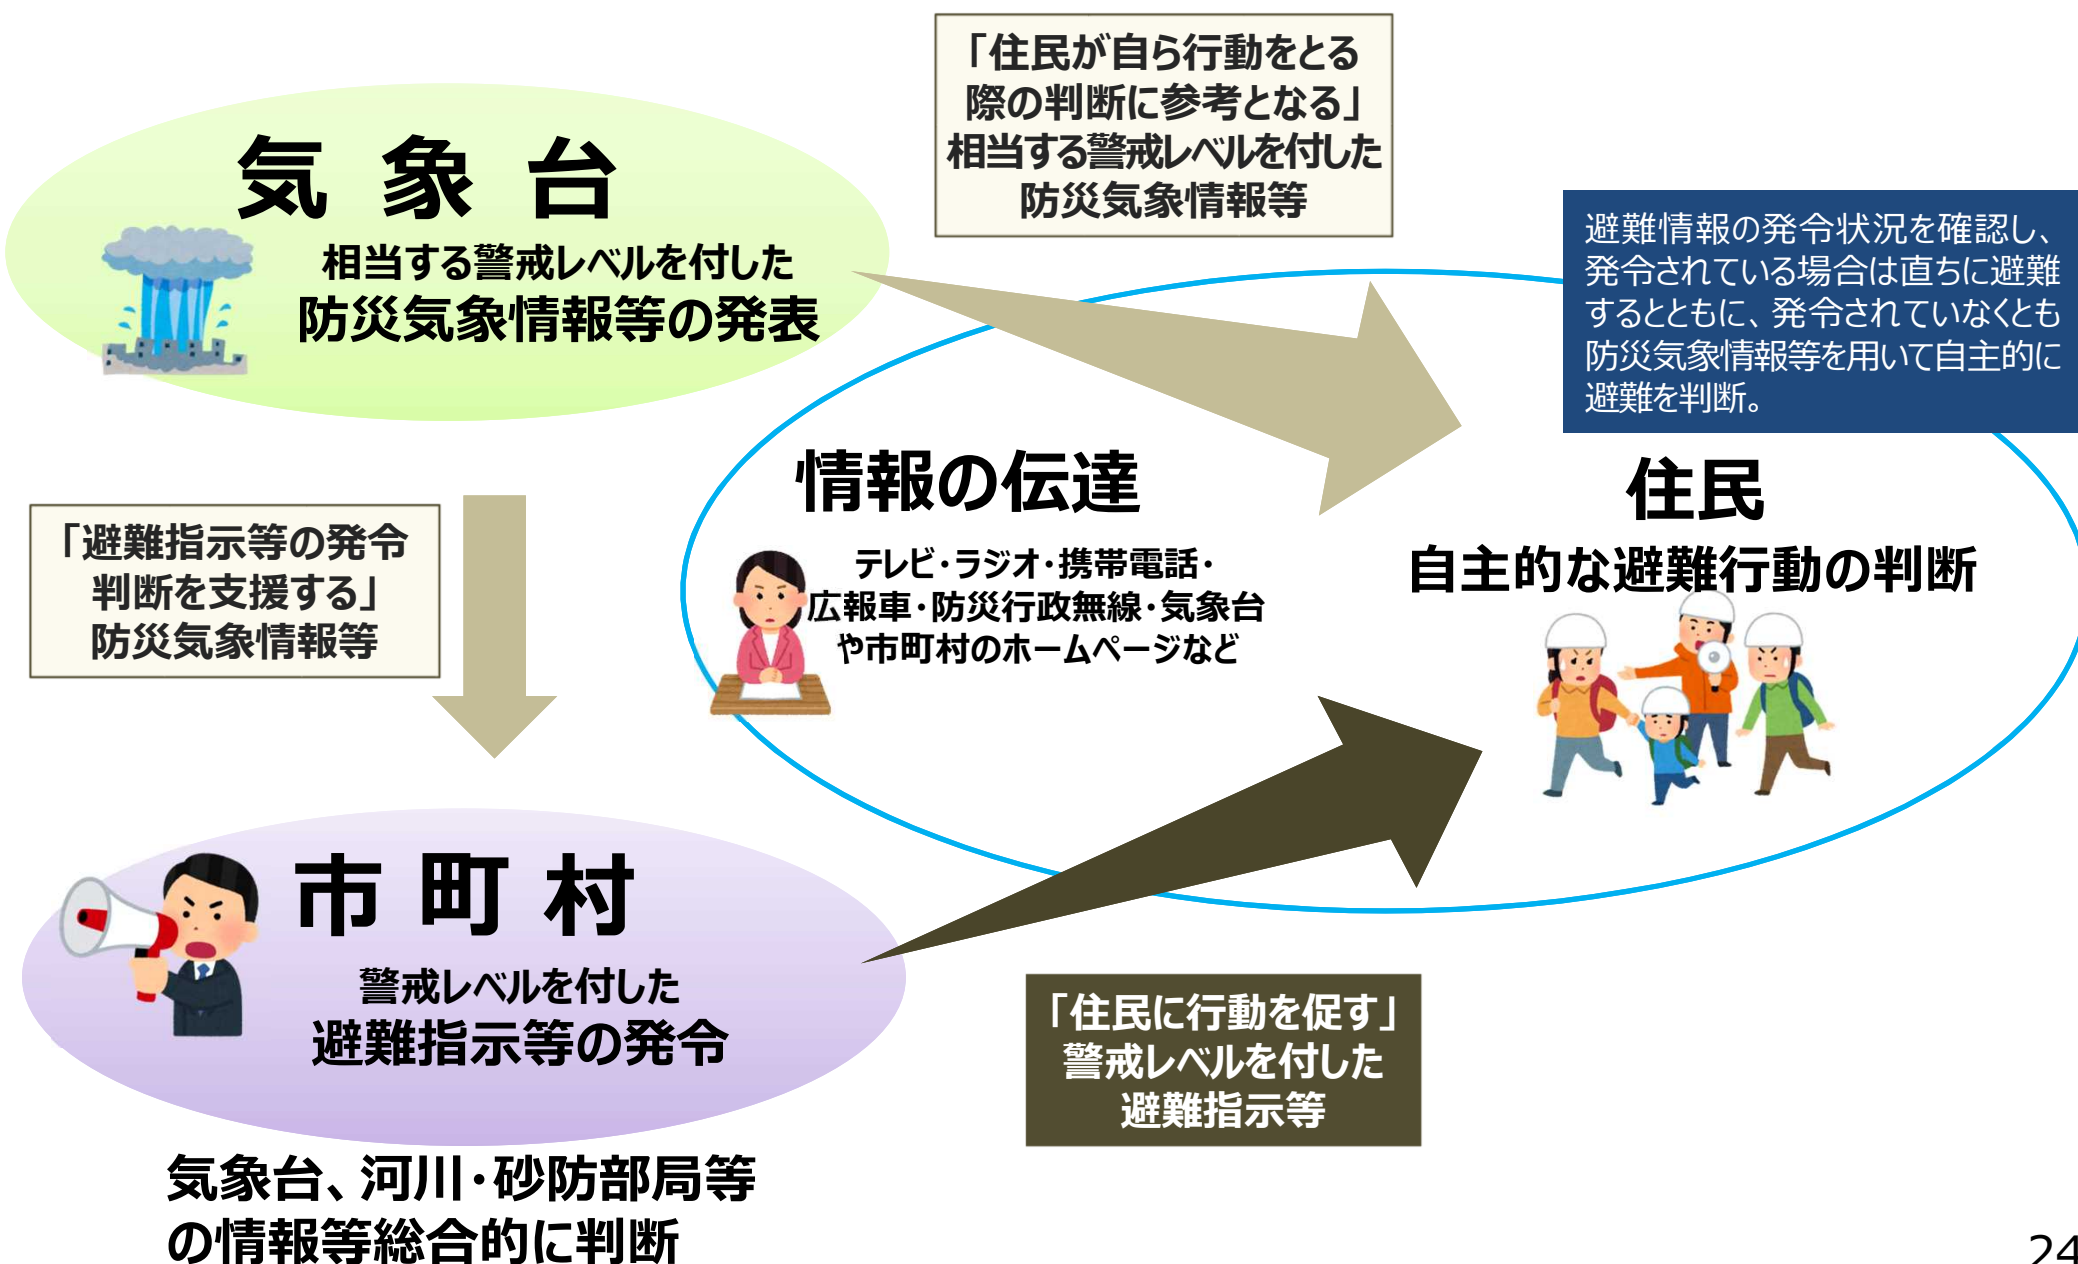 「住民が自ら行動をとる
際の判断に参考となる」
相当する警戒レベルを付した
防災気象情報等
気象台
相当する警戒レベルを付した
防災気象情報等の発表
避難情報の発令状況を確認し、
発令されている場合は直ちに避難
するとともに、発令されていなくとも
防災気象情報等を用いて自主的に
避難を判断。
「避難指示等の発令
判断を支援する」
防災気象情報等
情報の伝達
テレビ・ラジオ・携帯電話・
広報車・防災行政無線・気象台
や市町村のホームページなど
住民
自主的な避難行動の判断
市町村
警戒レベルを付した
避難指示等の発令
「住民に行動を促す」
警戒レベルを付した
避難指示等
気象台、河川・砂防部局等
の情報等総合的に判断
24